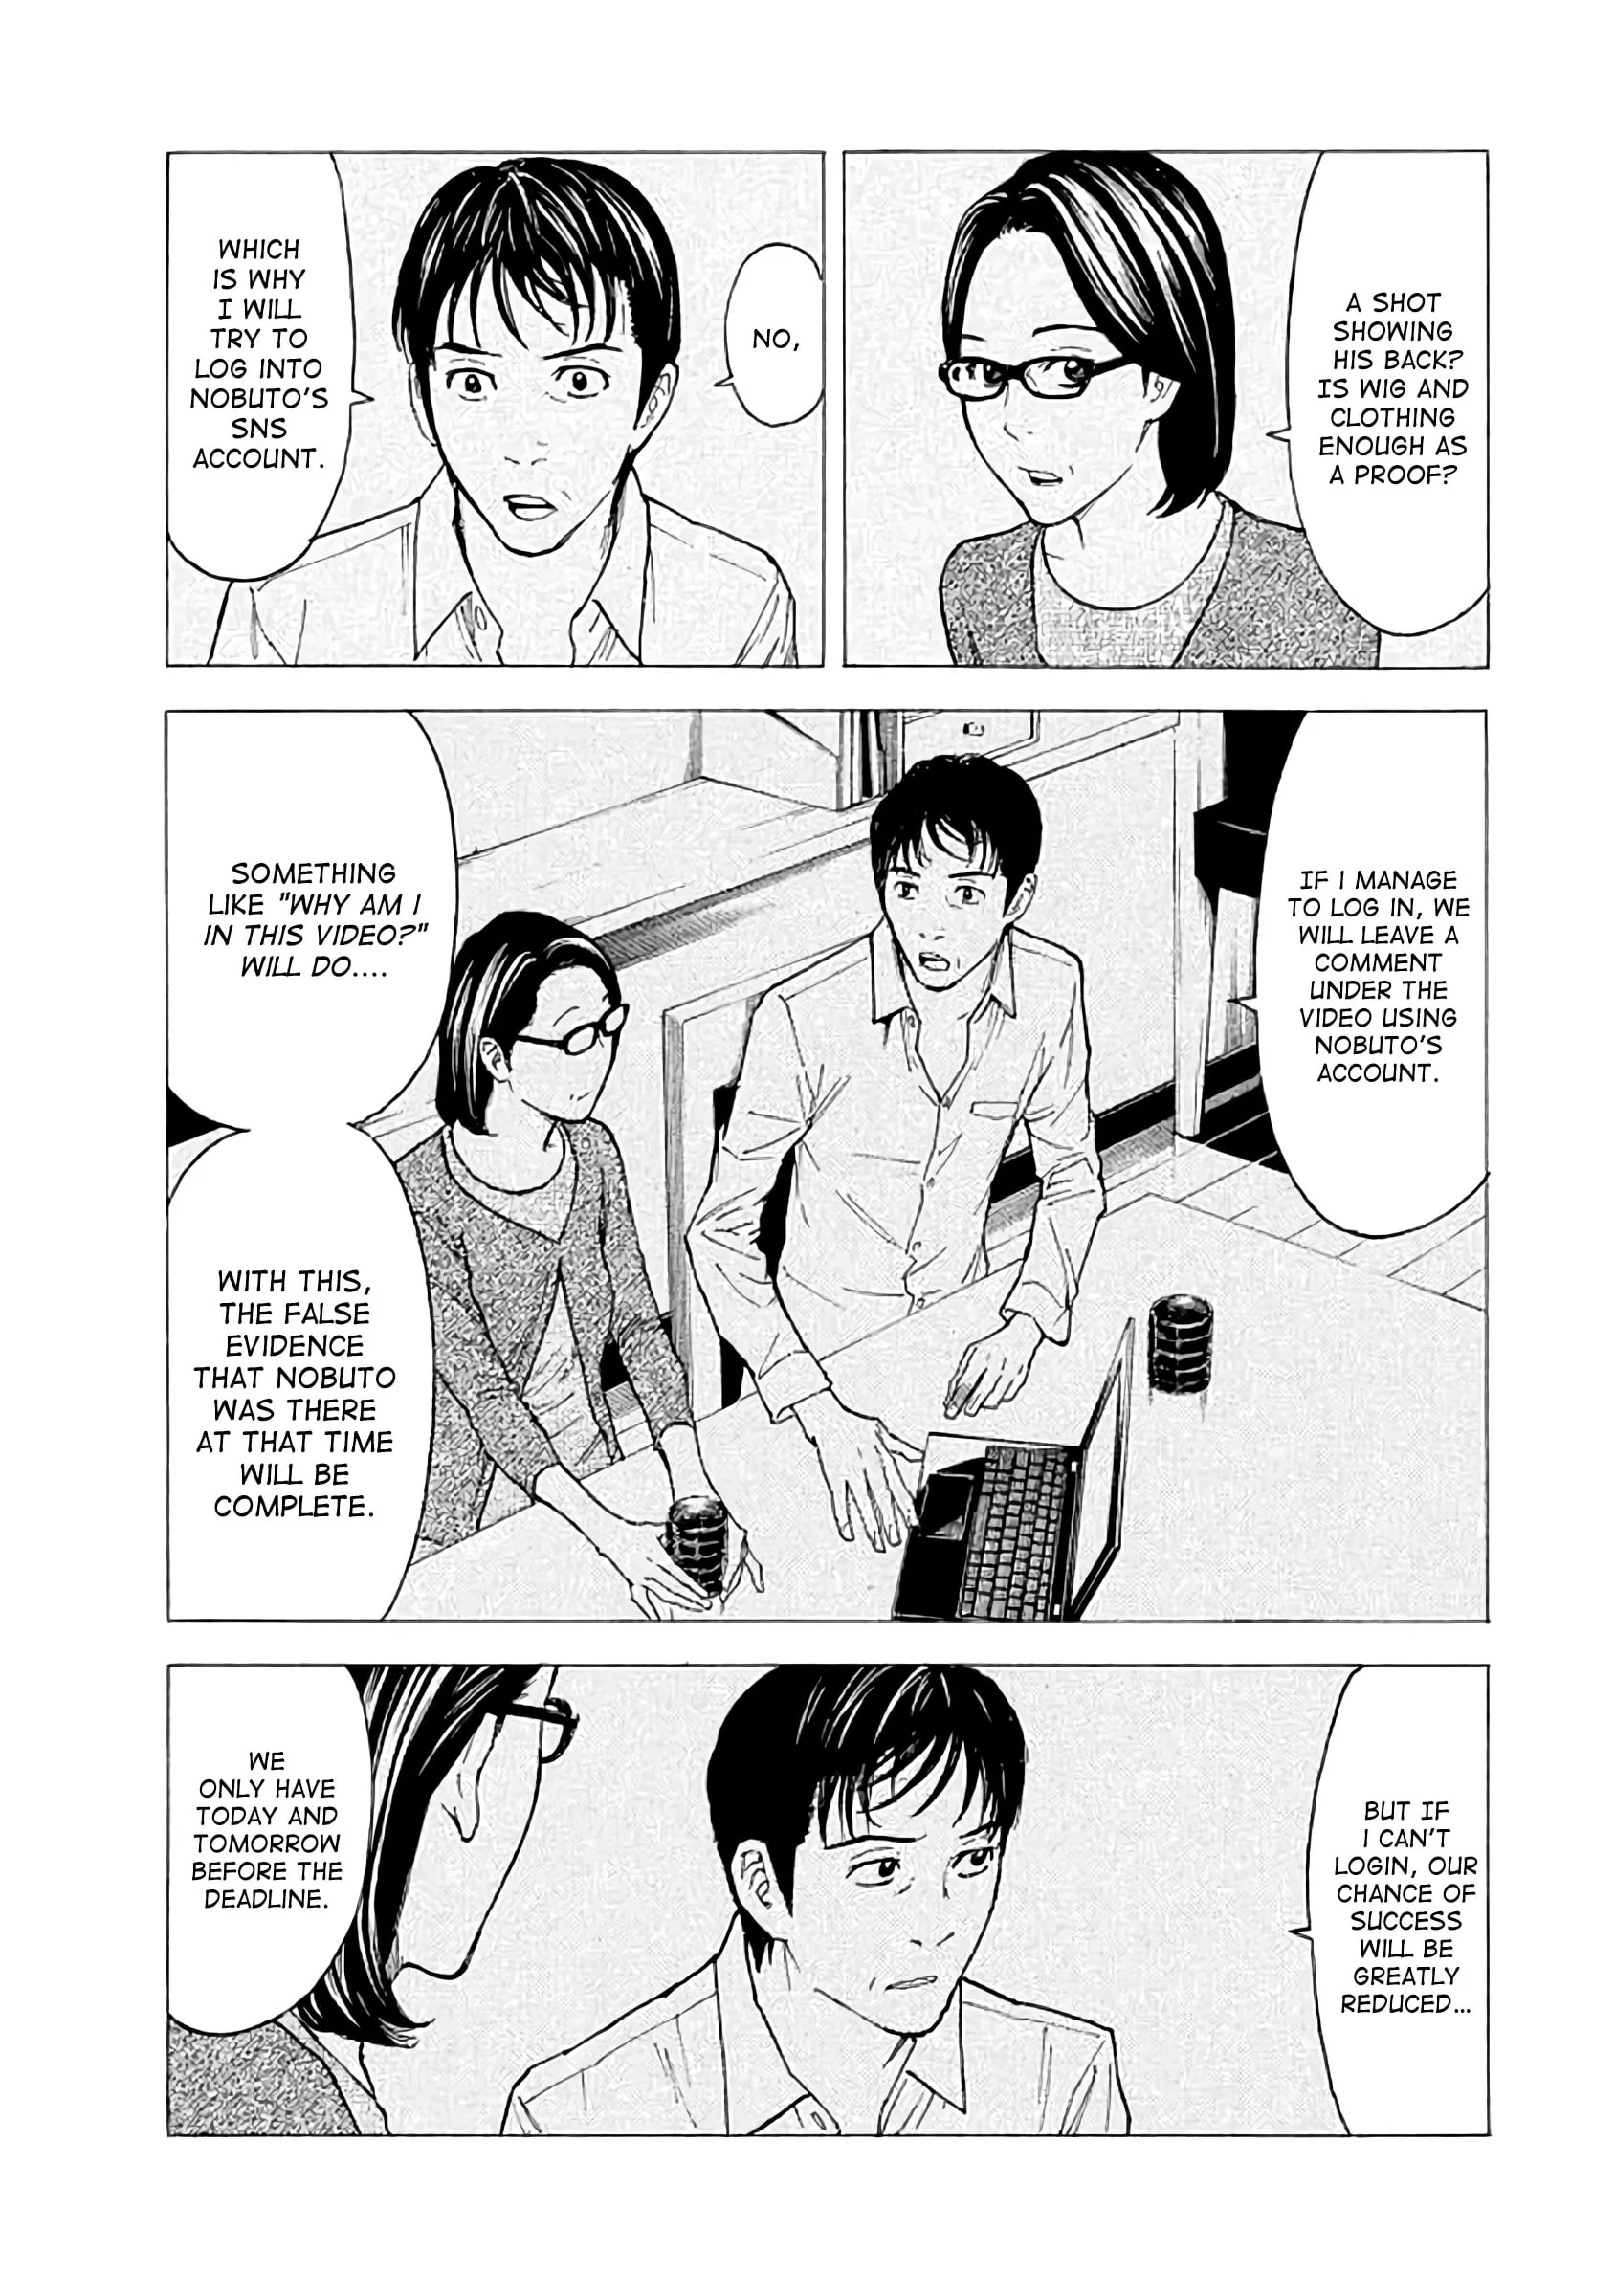 A SHOT
SHOWING
HIS BACK?
IS WIG AND
CLOTHING
ENOUGH AS
A PROOF?
NO,
WHICH
IS WHY
I WILL
TRY TO
LOG INTO
NOBUTO'S
SNS
ACCOUNT.
IF I MANAGE
TO LOG IN, WE
WILL LEAVE A
COMMENT
UNDER THE
VIDEO USING
NOBUTO'S
ACCOUNT.
SOMETHING
LIKE "WHY AM I
IN THIS VIDEO?"
WILL DO....
WITH THIS,
THE FALSE
EVIDENCE
THAT NOBUTO
WAS THERE
AT THAT TIME
WILL BE
COMPLETE.
BUT IF
I CAN'T
LOGIN, OUR
CHANCE OF
SUCCESS
WILL BE
GREATLY
REDUCED...
WE
ONLY HAVE
TODAY AND
TOMORROW
BEFORE THE
DEADLINE.